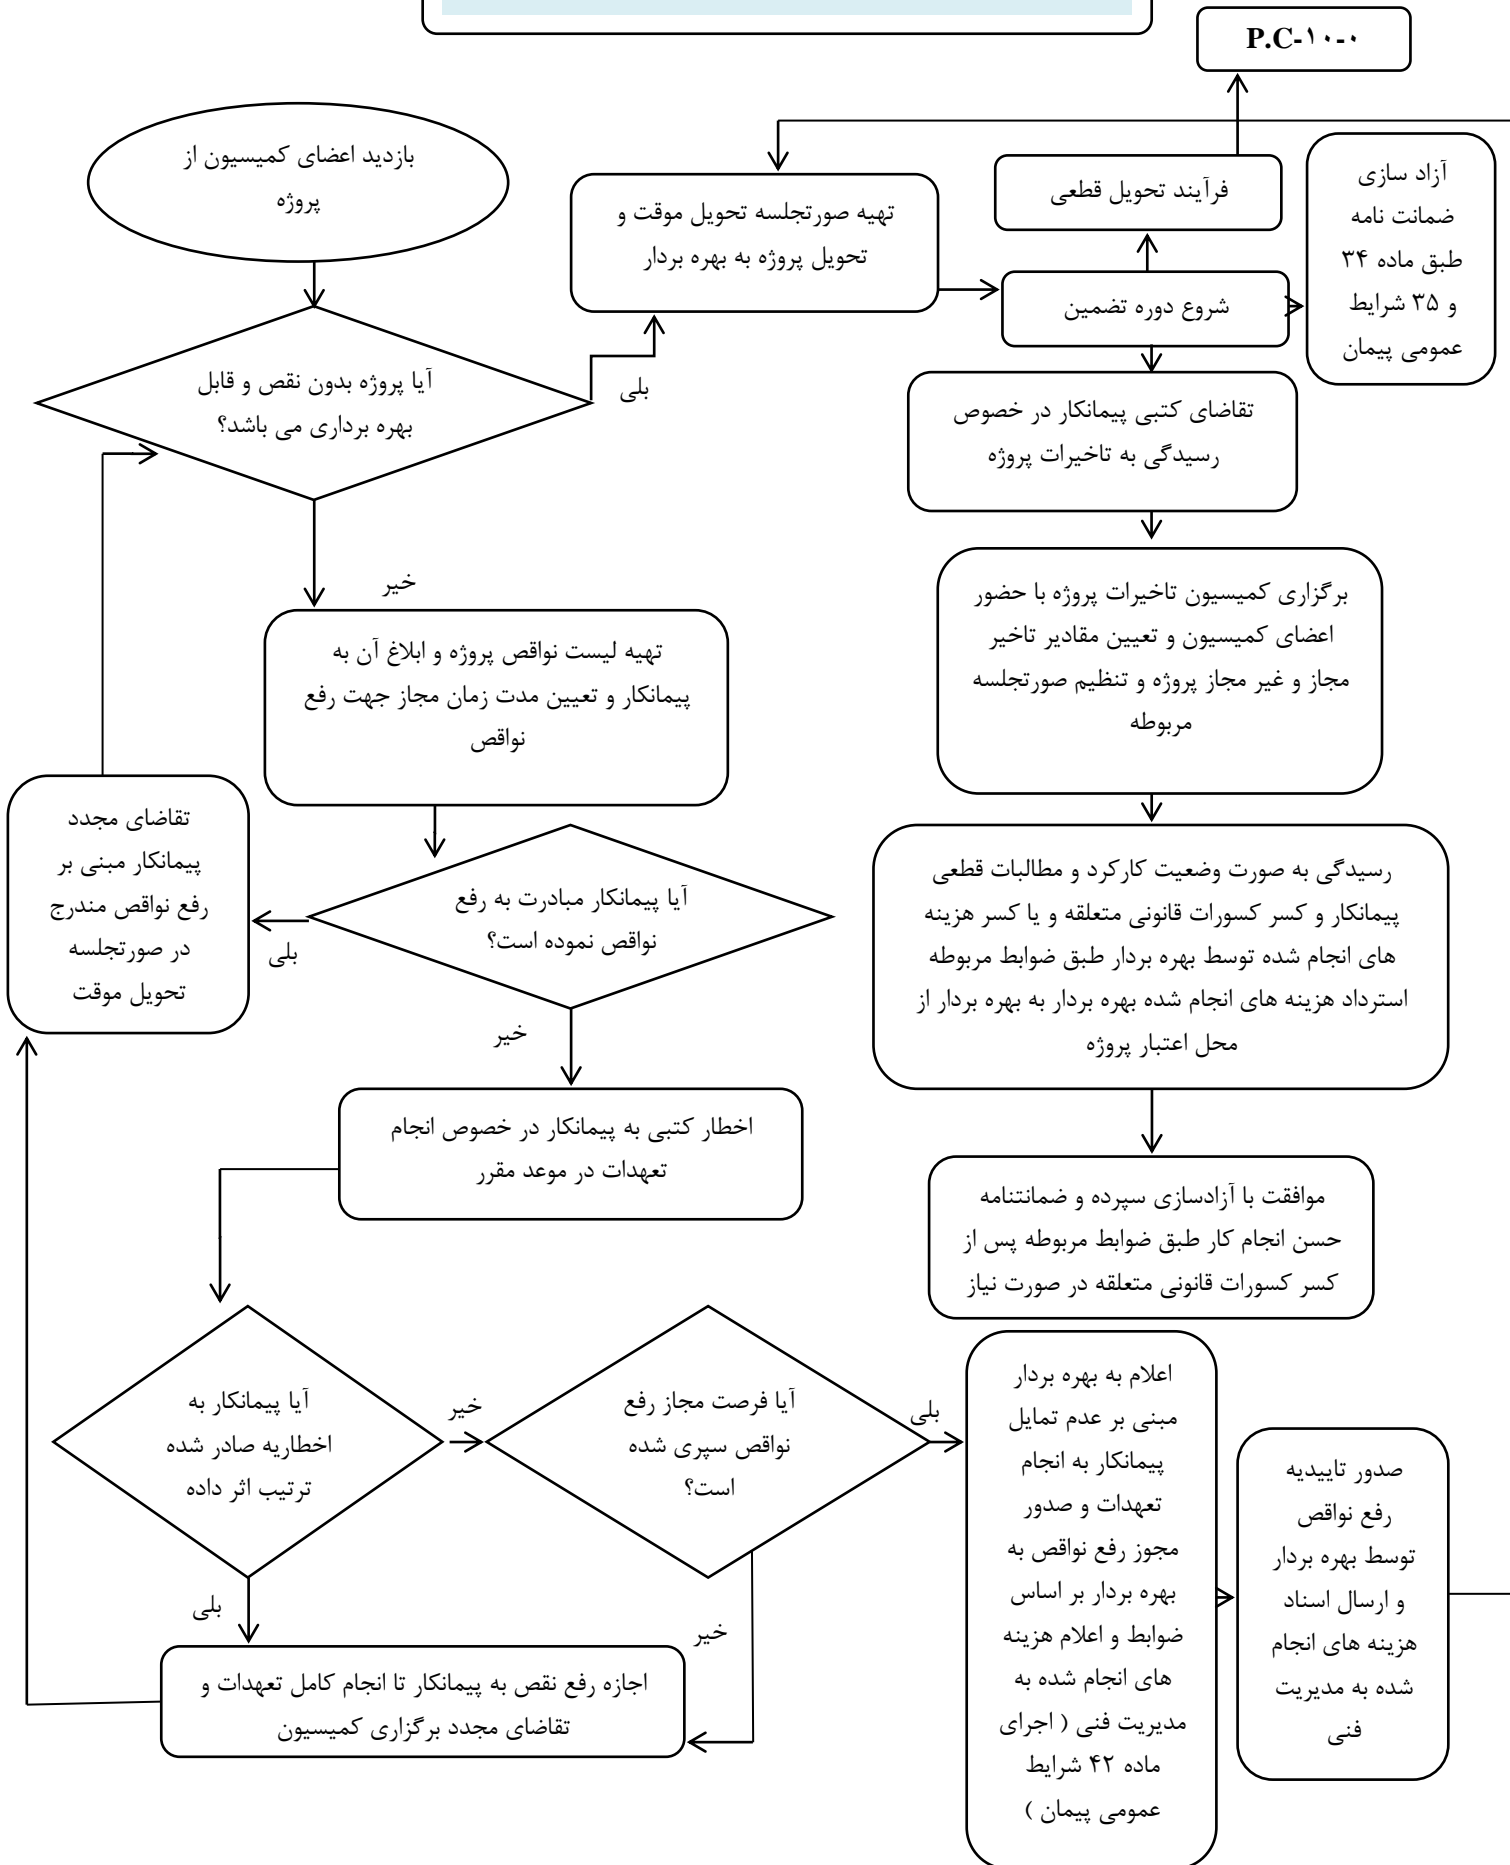 P.C-۱۰-۰
بازدید اعضای کمیسیون از
پروژه
تهیه صورتجلسه تحویل موقت و
تحویل پروژه به بهره بردار
فرآیند تحویل قطعی
آزاد سازی
ضمانت نامه
طبق ماده ۳۴
و ۳۵ شرایط
عمومی پیمان
شروع دوره تضمین
آیا پروژه بدون نقص و قابل
بهره برداری می باشد؟
بلی
تقاضای کتبی پیمانکار در خصوص
رسیدگی به تاخیرات پروژه
خیر
برگزاری کمیسیون تاخیرات پروژه با حضور
اعضای کمیسیون و تعیین مقادیر تاخیر
مجاز و غیر مجاز پروژه و تنظیم صورتجلسه
مربوطه
تهیه لیست نواقص پروژه و ابلاغ آن به
پیمانکار و تعیین مدت زمان مجاز جهت رفع
نواقص
تقاضای مجدد
پیمانکار مبنی بر
رفع نواقص مندرج
در صورتجلسه
تحویل موقت
آیا پیمانکار مبادرت به رفع
نواقص نموده است؟
بلی
خیر
رسیدگی به صورت وضعیت کارکرد و مطالبات قطعی
پیمانکار و کسر کسورات قانونی متعلقه و یا کسر هزینه
های انجام شده توسط بهره بردار طبق ضوابط مربوطه
استرداد هزینه های انجام شده بهره بردار به بهره بردار از
محل اعتبار پروژه
اخطار کتبی به پیمانکار در خصوص انجام
تعهدات در موعد مقرر
موافقت با آزادسازی سپرده و ضمانتنامه
حسن انجام کار طبق ضوابط مربوطه پس از
کسر کسورات قانونی متعلقه در صورت نیاز
آیا پیمانکار به
اخطاریه صادر شده
ترتیب اثر داده
خیر
آیا فرصت مجاز رفع
نواقص سپری شده
است؟
بلی
اعلام به بهره بردار
مبنی بر عدم تمایل
پیمانکار به انجام
تعهدات و صدور
مجوز رفع نواقص به
بهره بردار بر اساس
ضوابط و اعلام هزینه
های انجام شده به
مدیریت فنی ( اجرای
ماده ۴۲ شرایط
عمومی پیمان )
صدور تاییدیه
رفع نواقص
توسط بهره بردار
و ارسال اسناد
هزینه های انجام
شده به مدیریت
فنی
بلی
خیر
اجازه رفع نقص به پیمانکار تا انجام کامل تعهدات و
تقاضای مجدد برگزاری کمیسیون